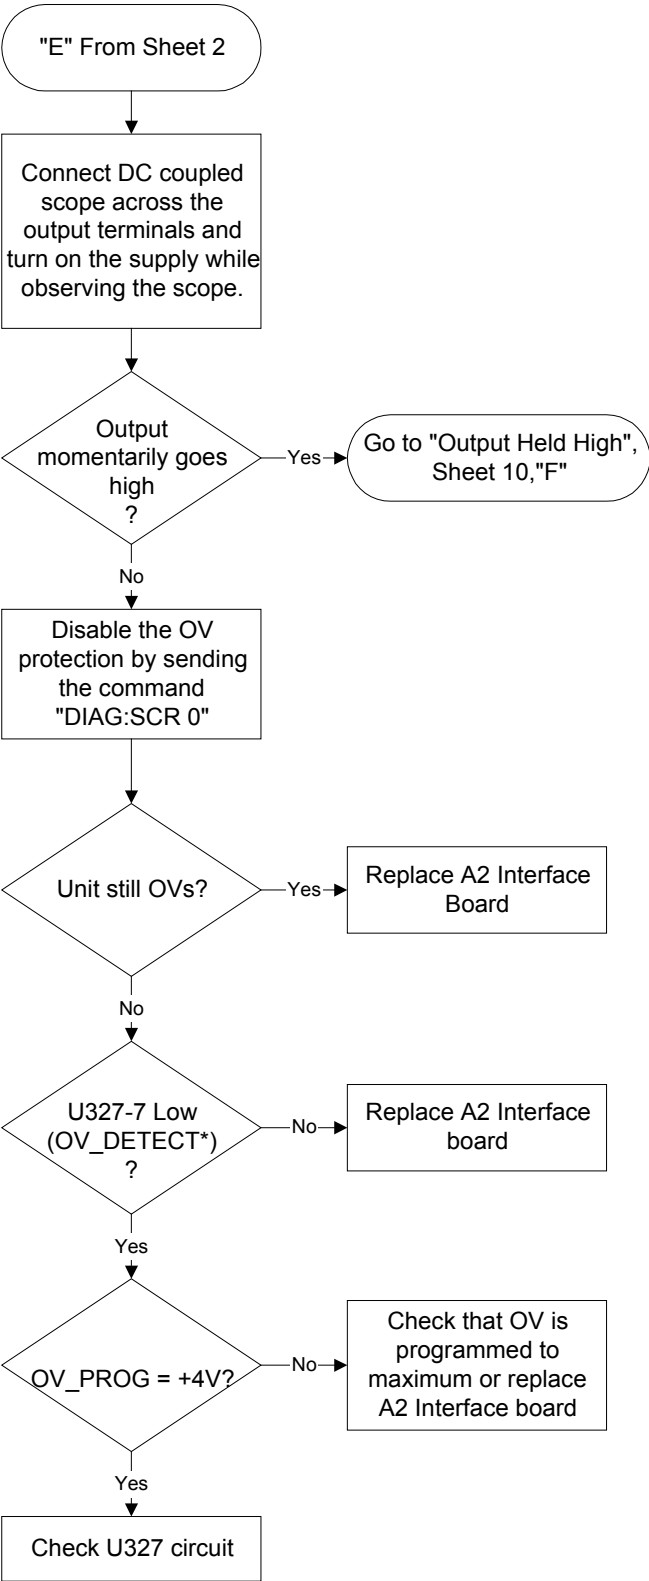 "E" From Sheet 2
Connect DC coupled
scope across the
output terminals and
turn on the supply while
observing the scope.
Output
momentarily goes
high
?
Yes
Go to "Output Held High",
Sheet 10,"F"
No
Disable the OV
protection by sending
the command
"DIAG:SCR 0"
Unit still OVs?
Yes
Replace A2 Interface
Board
No
U327-7 Low
(OV_DETECT*)
?
No
Replace A2 Interface
board
Yes
OV_PROG = +4V?
No
Check that OV is
programmed to
maximum or replace
A2 Interface board
Yes
Check U327 circuit